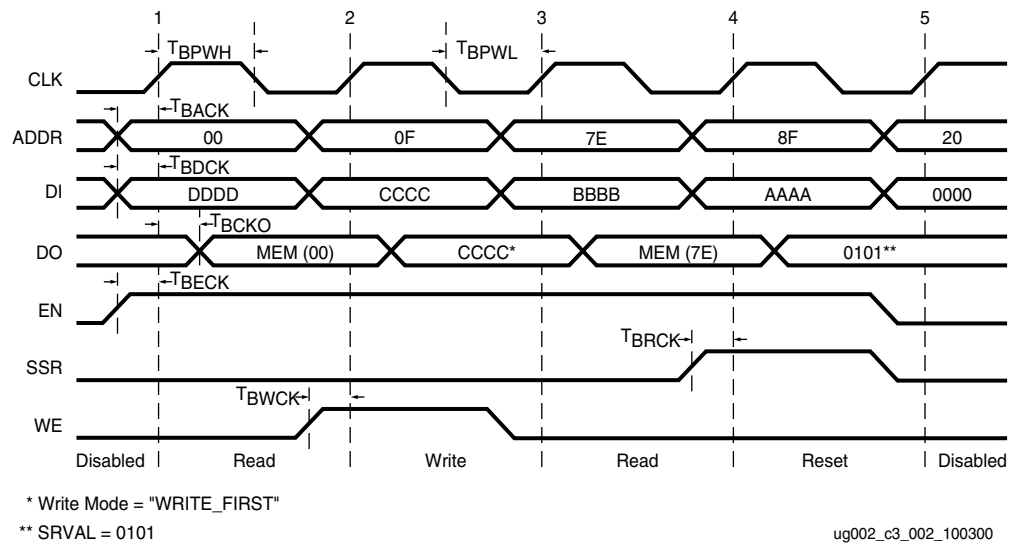 1 2 3 4 5
TBPWH TBPWL
CLK
TBACK
ADDR 00 0F 7E 8F 20
TBDCK
DI DDDD CCCC BBBB AAAA 0000
TBCKO
DO MEM (00) CCCC* MEM (7E) 0101**
TBECK
EN
TBRCK
SSR
TBWCK
WE
Disabled Read Write Read Reset Disabled
* Write Mode = "WRITE_FIRST"
** SRVAL = 0101 ug002_c3_002_100300